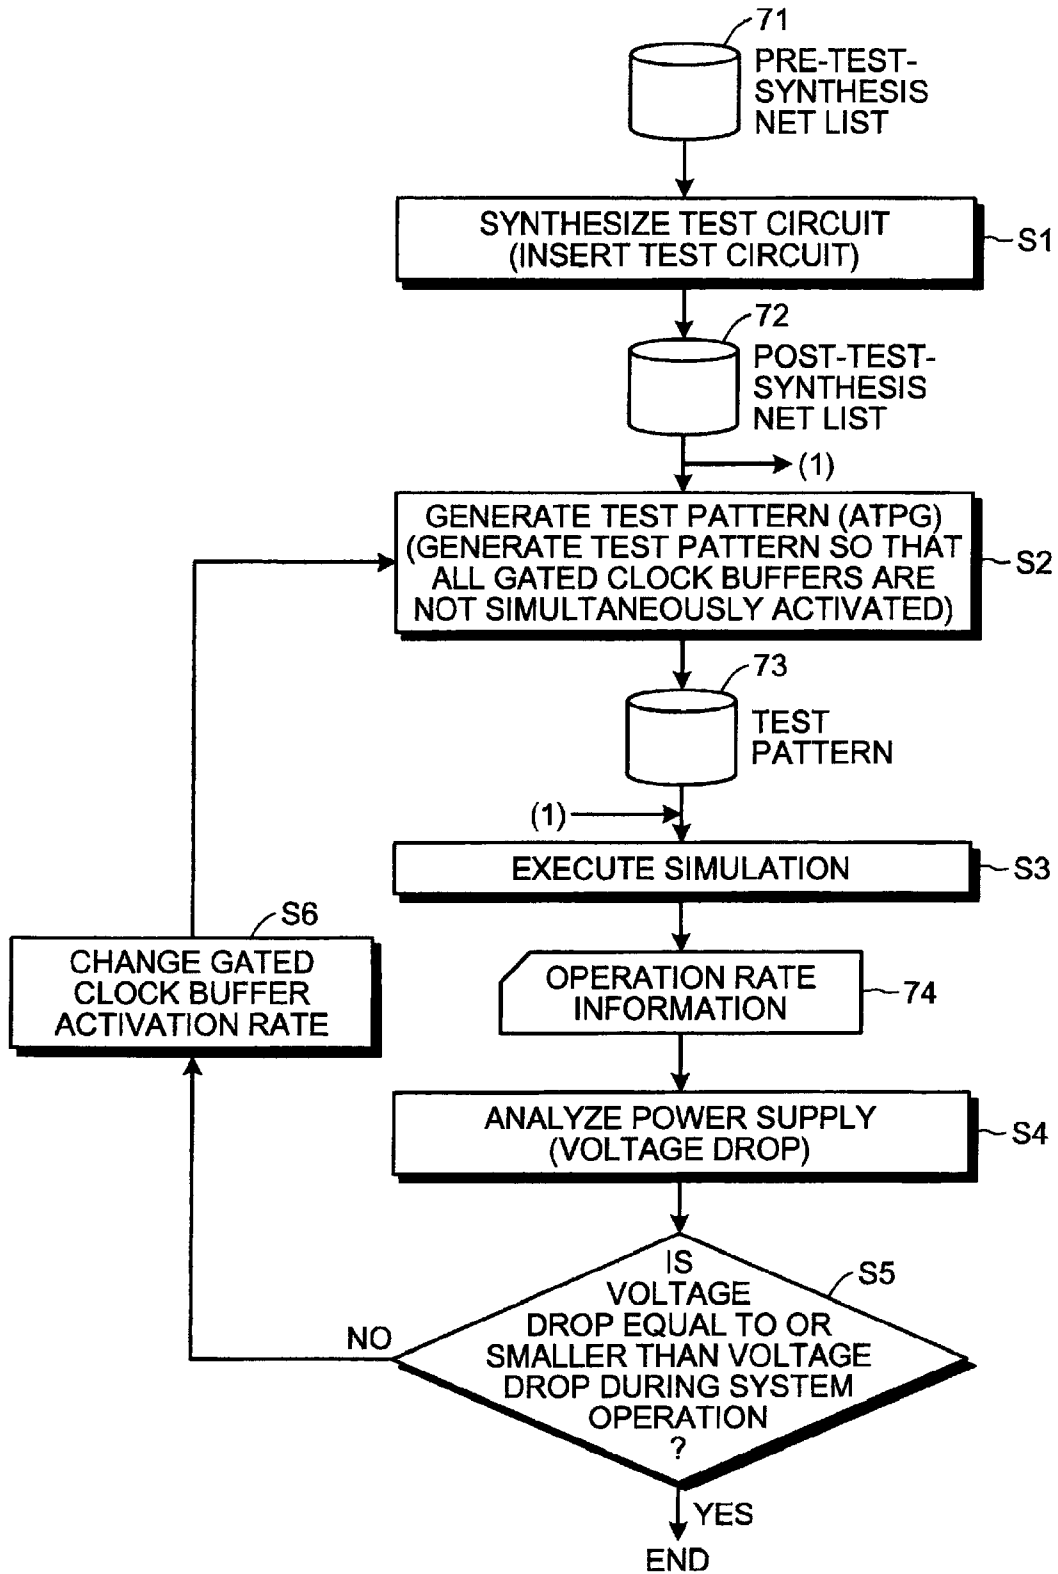 71
PRE-TEST-
SYNTHESIS
NET LIST
SYNTHESIZE TEST CIRCUIT
(INSERT TEST CIRCUIT)
S1
72
POST-TEST-
SYNTHESIS
NET LIST
(1)
GENERATE TEST PATTERN (ATPG)
(GENERATE TEST PATTERN SO THAT
ALL GATED CLOCK BUFFERS ARE
NOT SIMULTANEOUSLY ACTIVATED)
S2
73
TEST
PATTERN
(1)
EXECUTE SIMULATION
S3
S6
CHANGE GATED
CLOCK BUFFER
ACTIVATION RATE
OPERATION RATE
INFORMATION
74
ANALYZE POWER SUPPLY
(VOLTAGE DROP)
S4
S5
IS
VOLTAGE
DROP EQUAL TO OR
SMALLER THAN VOLTAGE
DROP DURING SYSTEM
OPERATION
?
NO
YES
END